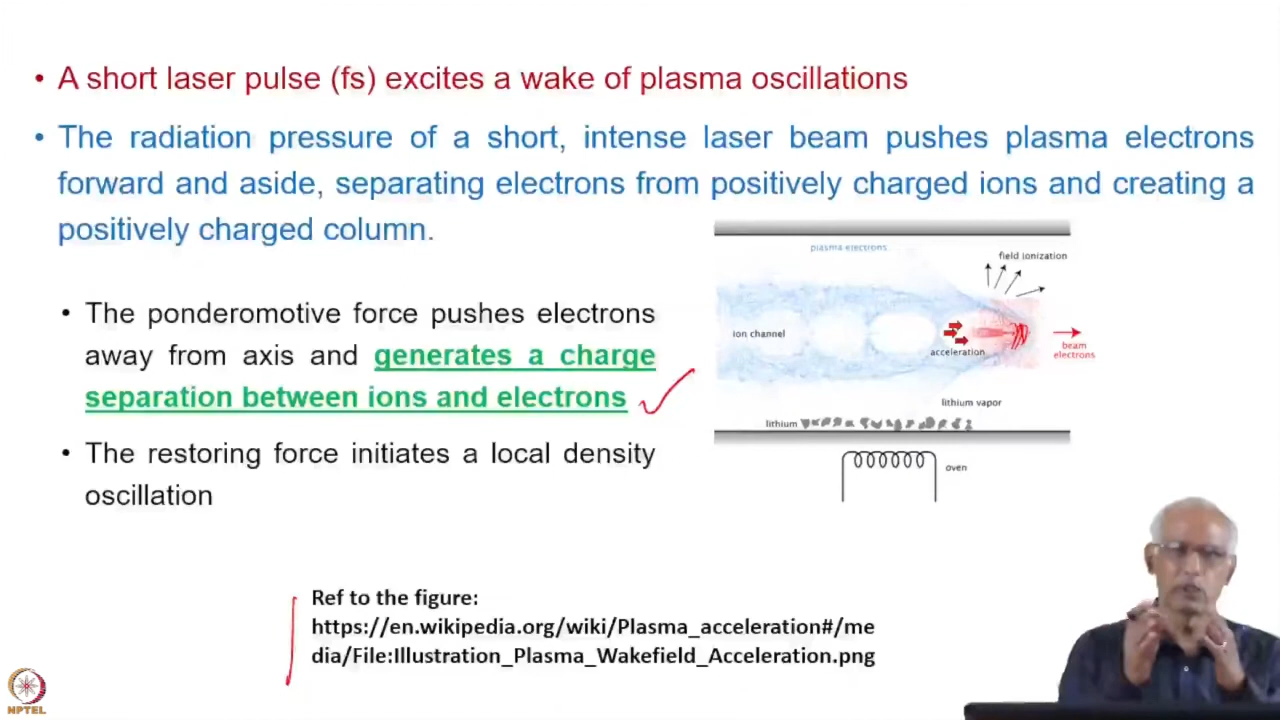 • A short laser pulse (fs) excites a wake of plasma oscillations
• The radiation pressure of a short, intense laser beam pushes plasma electrons
forward and aside, separating electrons from positively charged ions and creating a
positively charged column.
• The ponderomotive force pushes electrons
away from axis and generates a charge
separation between ions and electrons
• The restoring force initiates a local density
oscillation
plasma electrons
field ionization
ion channel
acceleration
beam
electrons
lithium vapor
lithium
oven
Ref to the figure:
https://en.wikipedia.org/wiki/Plasma_acceleration#/me
dia/File:Illustration_Plasma_Wakefield_Acceleration.png
NPTEL